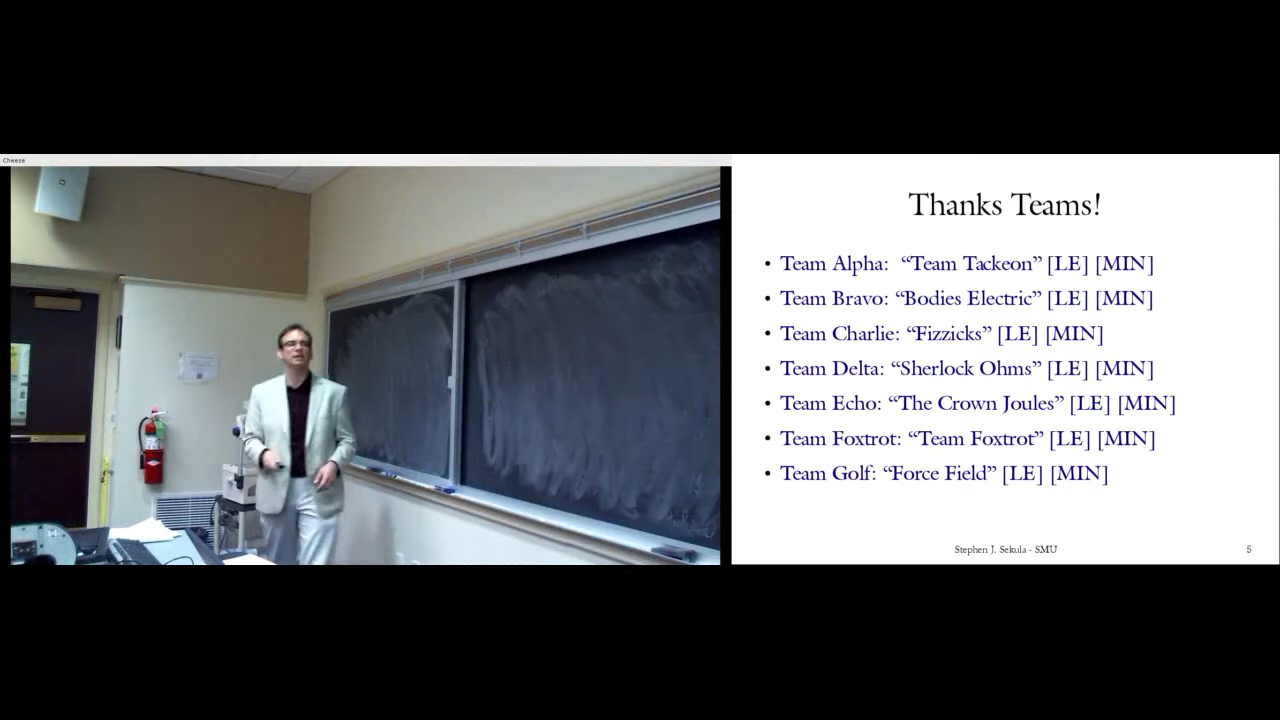 Cheese
Thanks Teams!
• Team Alpha: “Team Tackeon” [LE] [MIN]
• Team Bravo: “Bodies Electric” [LE] [MIN]
• Team Charlie: “Fizzicks” [LE] [MIN]
• Team Delta: “Sherlock Ohms” [LE] [MIN]
• Team Echo: “The Crown Joules” [LE] [MIN]
• Team Foxtrot: “Team Foxtrot” [LE] [MIN]
• Team Golf: “Force Field” [LE] [MIN]
Stephen J. Sekula - SMU
5